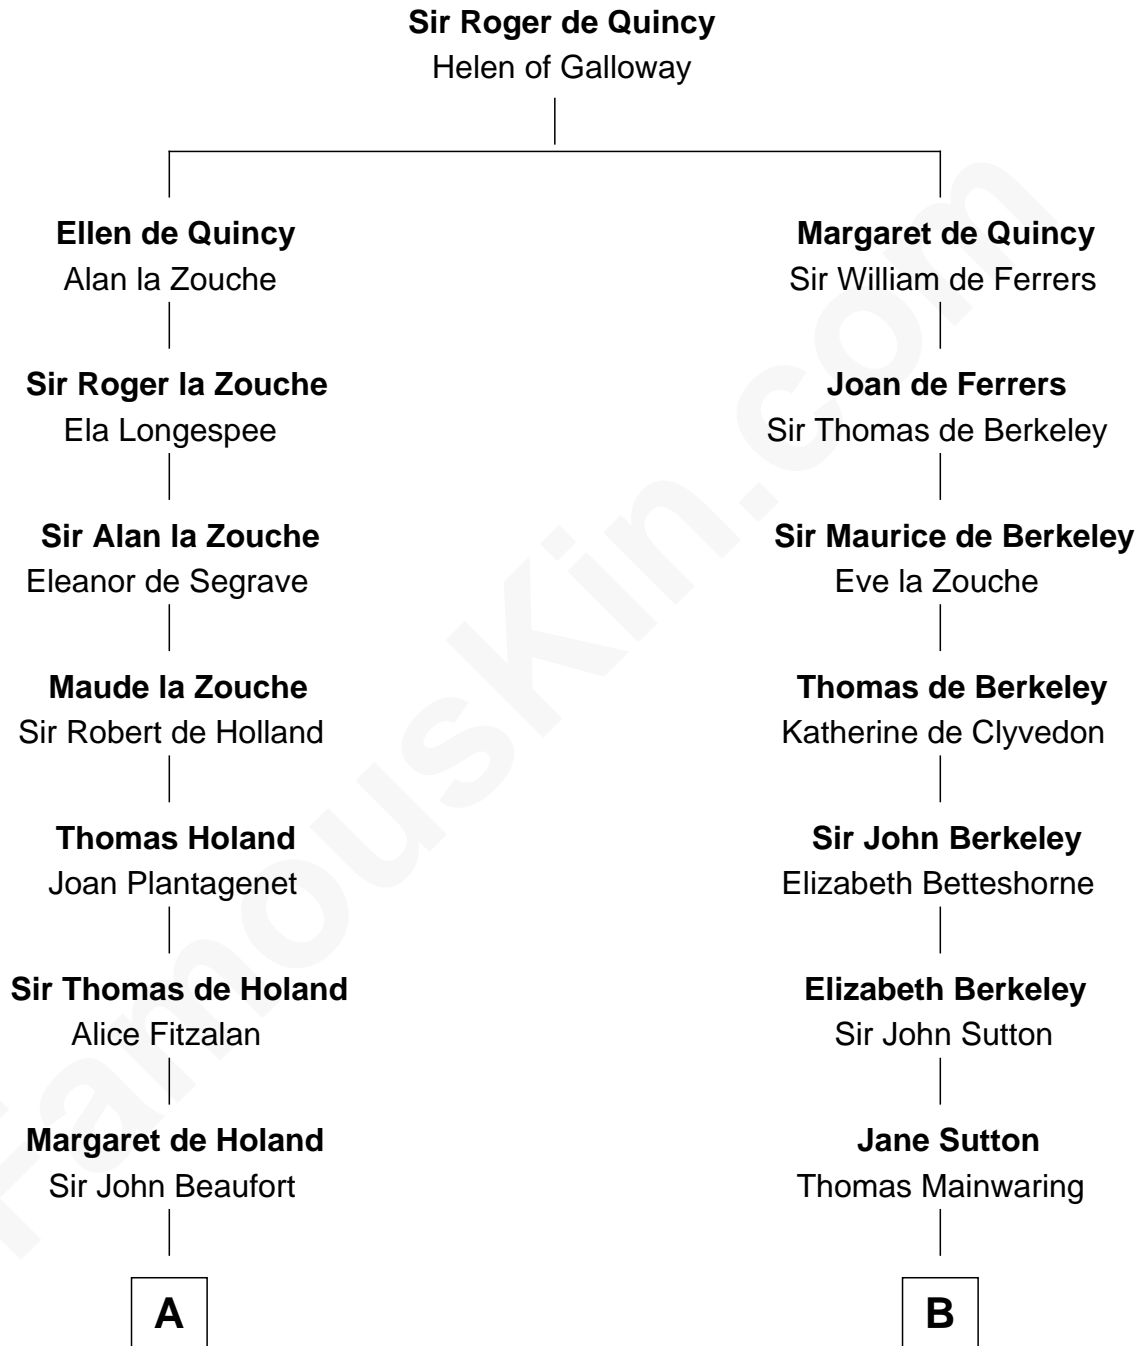 Sir Roger de Quincy
Helen of Galloway
Ellen de Quincy
Alan la Zouche
Margaret de Quincy
Sir William de Ferrers
Sir Roger la Zouche
Ela Longespee
Joan de Ferrers
Sir Thomas de Berkeley
Sir Alan la Zouche
Eleanor de Segrave
Sir Maurice de Berkeley
Eve la Zouche
Maude la Zouche
Sir Robert de Holland
Thomas de Berkeley
Katherine de Clyvedon
Thomas Holand
Joan Plantagenet
Sir John Berkeley
Elizabeth Betteshorne
Sir Thomas de Holand
Alice Fitzalan
Elizabeth Berkeley
Sir John Sutton
Margaret de Holand
Sir John Beaufort
Jane Sutton
Thomas Mainwaring
A
B
FamousKin.com